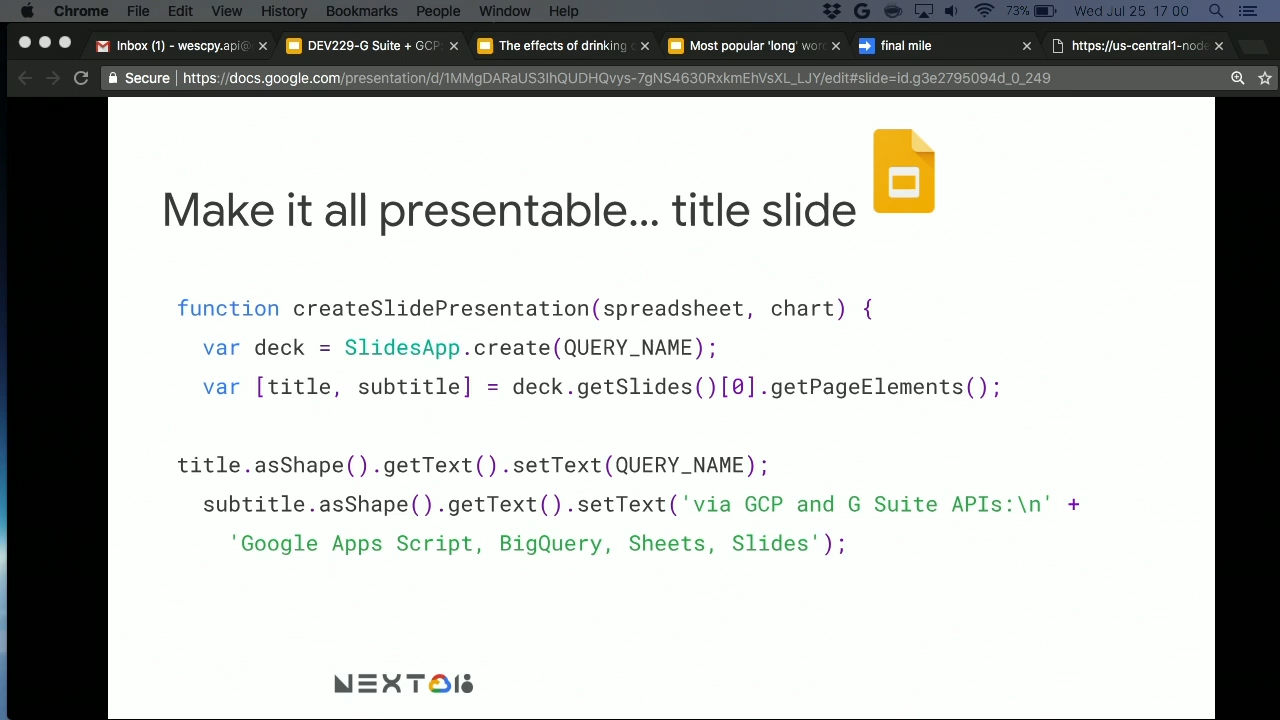 Chrome File Edit View History Bookmarks People Window Help 73% Wed Jul 25 17 00
Inbox (1) - wescpy.api@ DEV229-G Suite + GCP: The effects of drinking Most popular 'long' wor final mile https://us-central1-node
Secure https://docs.google.com/presentation/d/1MMgDARaUS3IhQUDHQvys-7gNS4630RxkmEhVsXL_LJY/edit#slide=id.g3e2795094d_0_249
Make it all presentable... title slide
function createSlidePresentation(spreadsheet, chart) {
var deck = SlidesApp.create(QUERY_NAME);
var [title, subtitle] = deck.getSlides()[0].getPageElements();
title.asShape().getText().setText(QUERY_NAME);
subtitle.asShape().getText().setText('via GCP and G Suite APIs:\n' +
'Google Apps Script, BigQuery, Sheets, Slides');
NEXT 18